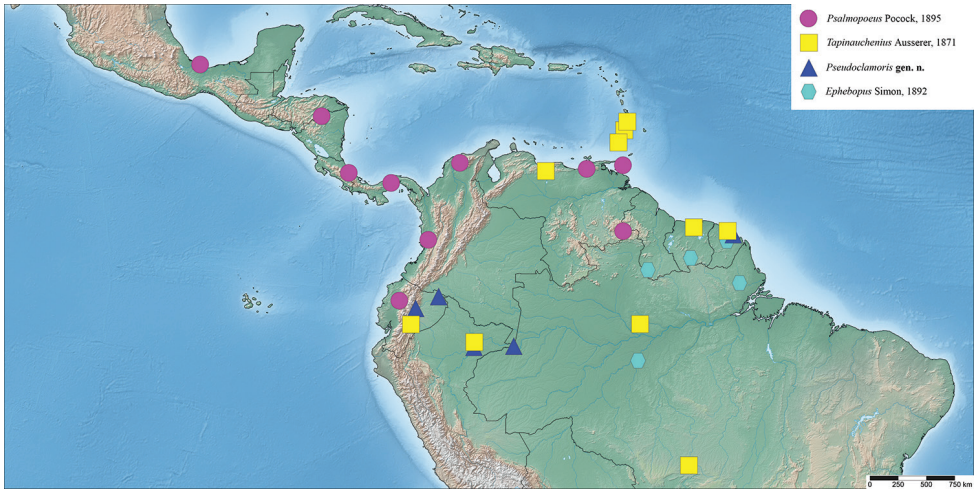 Psalmopoeus Pocock, 1895
Tapinauchenius Ausserer, 1871
Pseudoclamoris gen. n.
Ephebopus Simon, 1892
0 250 500 750 km